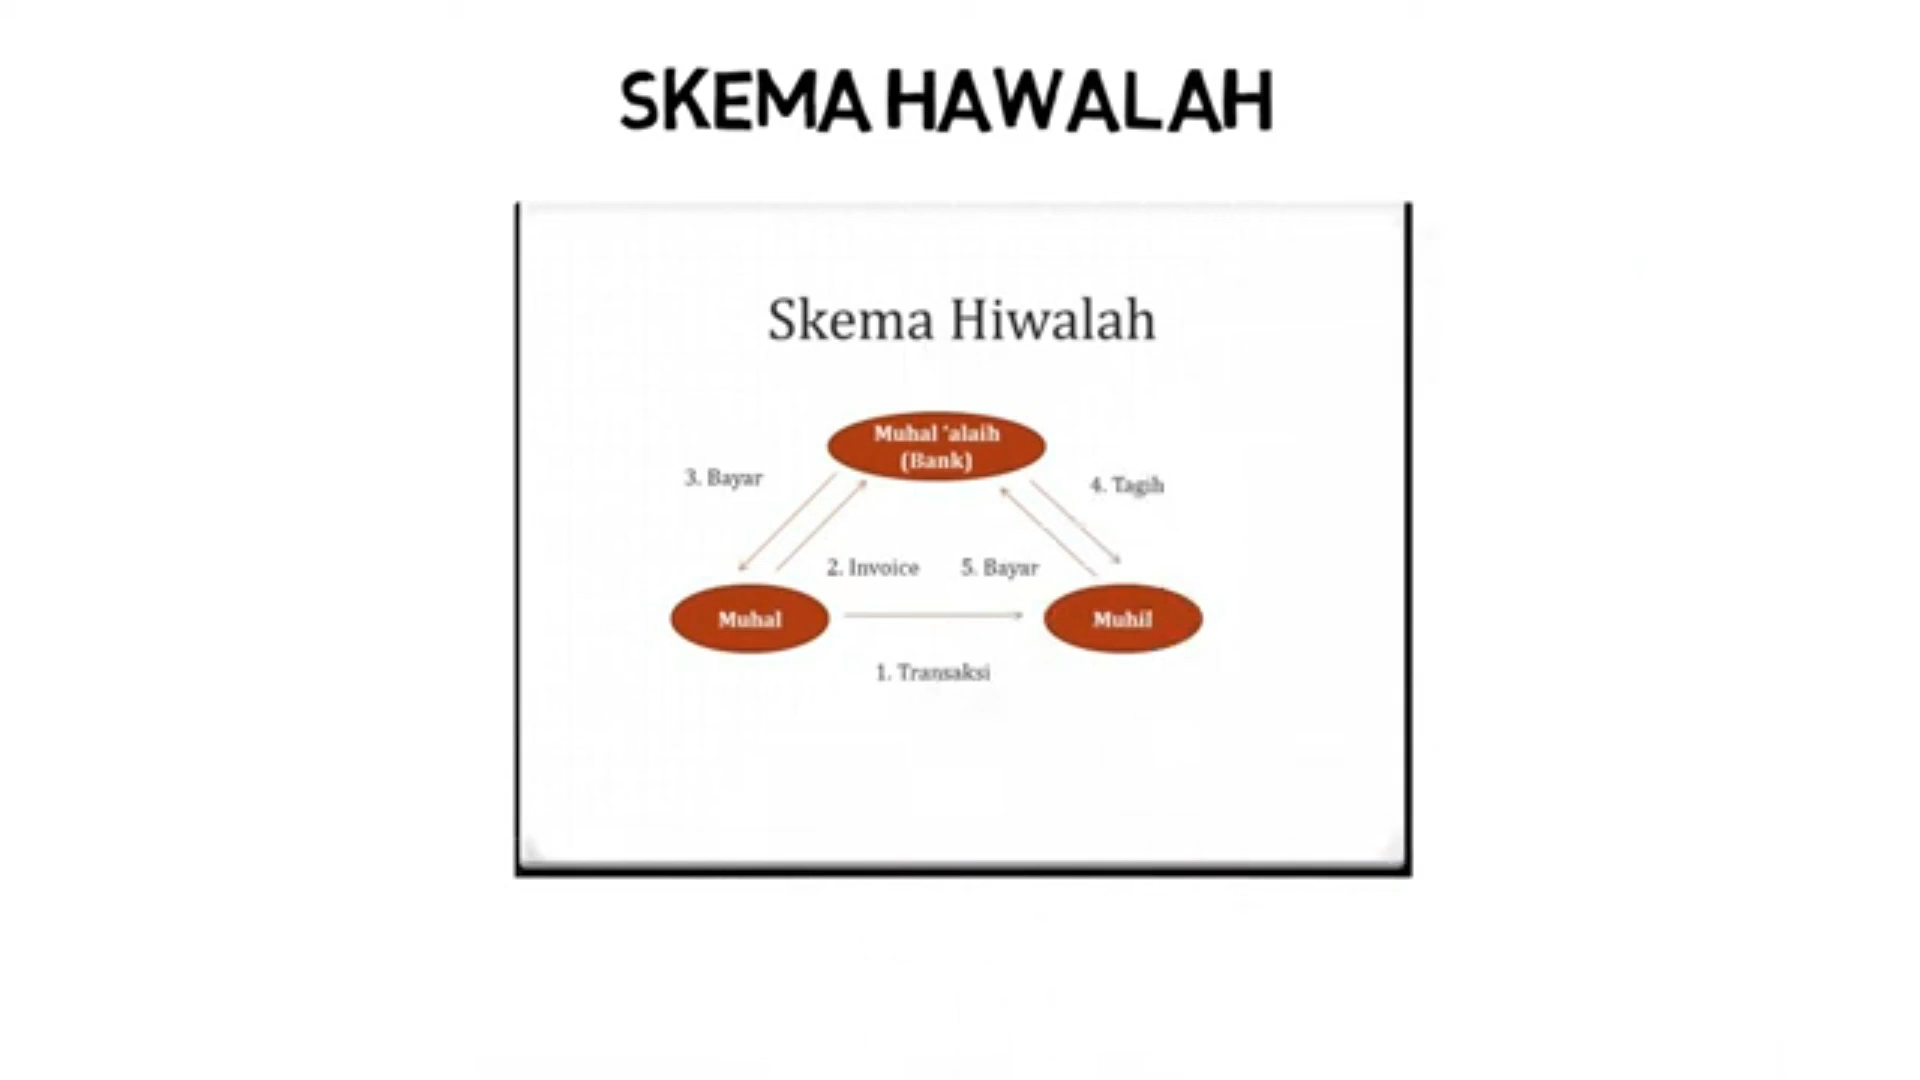 SKEMA HAWALAH
Skema Hiwalah
Muhal 'alaih
(Bank)
3. Bayar
4. Tagih
2. Invoice
5. Bayar
Muhal
Muhil
1. Transaksi